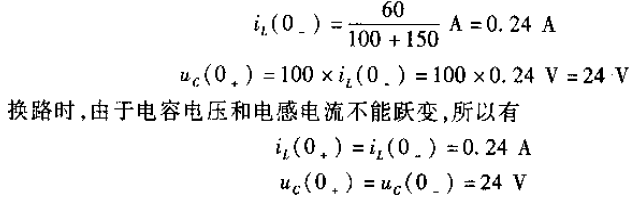 i_L(0_-) = 60/(100+150) A = 0.24 A
u_C(0_+) = 100 × i_L(0_-) = 100 × 0.24 V = 24 V
换路时,由于电容电压和电感电流不能跃变,所以有
i_L(0_+) = i_L(0_-) = 0.24 A
u_C(0_+) = u_C(0_-) = 24 V